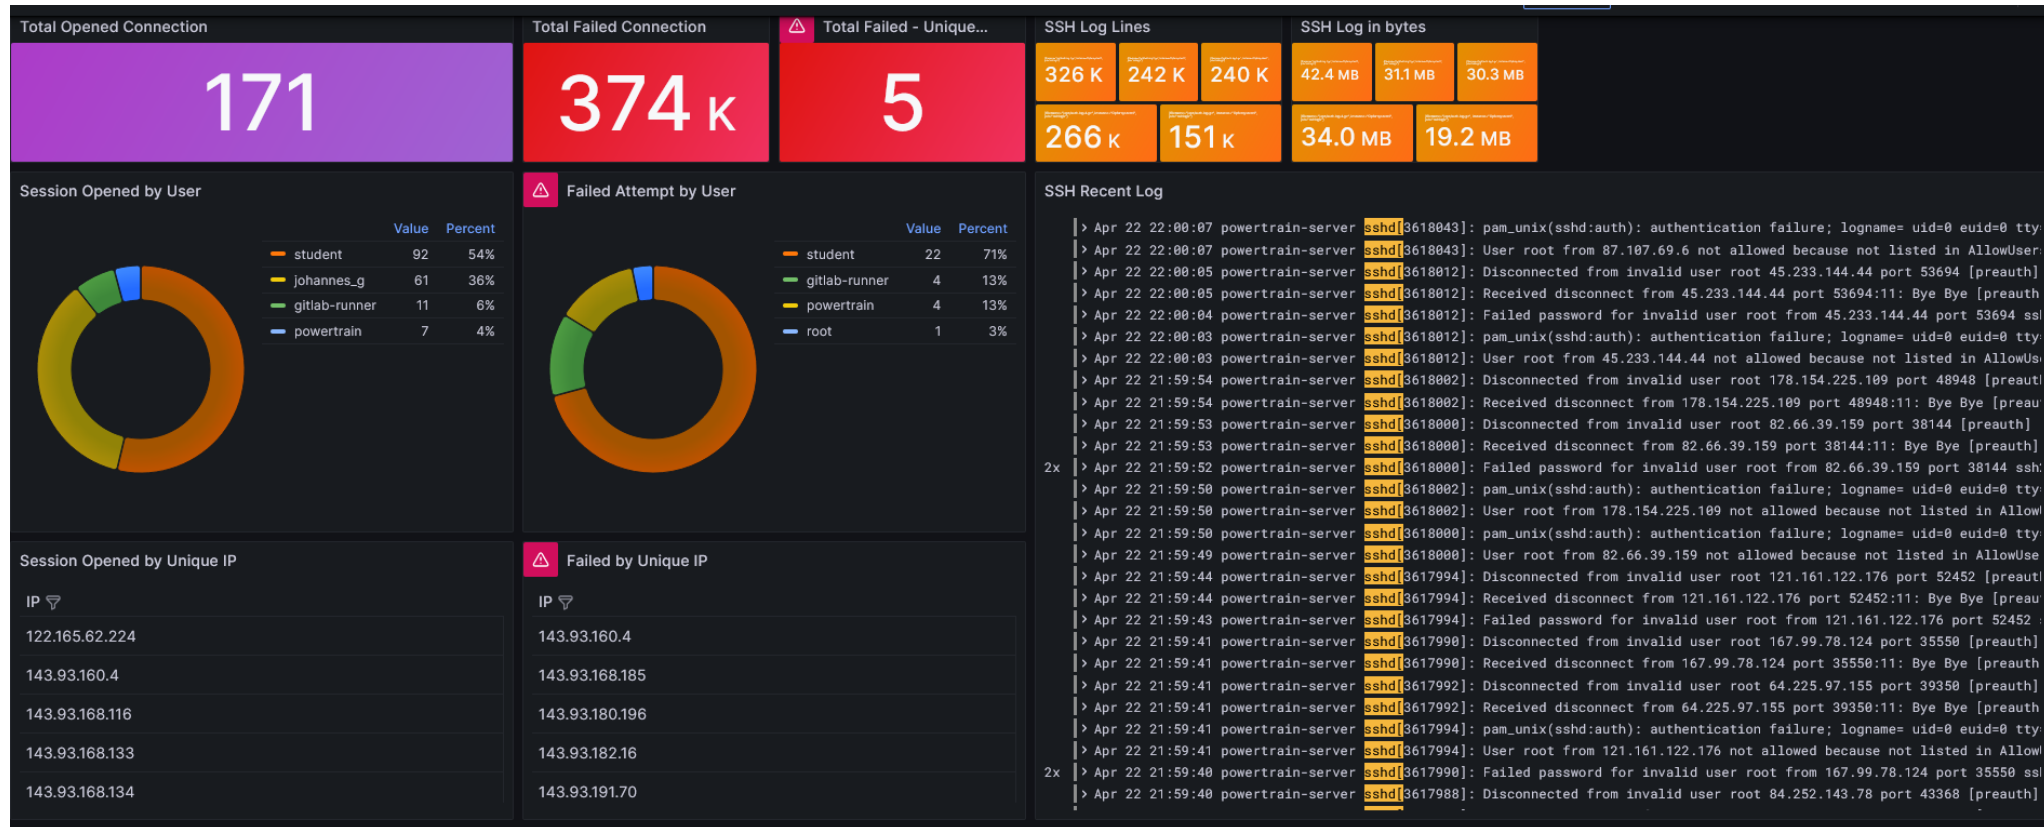 Total Opened Connection
171
Total Failed Connection
374 K
Total Failed - Unique...
5
SSH Log Lines
326 K
242 K
240 K
266 K
151 K
SSH Log in bytes
42.4 MB
31.1 MB
30.3 MB
34.0 MB
19.2 MB
Session Opened by User
Value Percent
student 92 54%
johannes_g 61 36%
gitlab-runner 11 6%
powertrain 7 4%
Failed Attempt by User
Value Percent
student 22 71%
gitlab-runner 4 13%
powertrain 4 13%
root 1 3%
Session Opened by Unique IP
IP
122.165.62.224
143.93.160.4
143.93.168.116
143.93.168.133
143.93.168.134
Failed by Unique IP
IP
143.93.160.4
143.93.168.185
143.93.180.196
143.93.182.16
143.93.191.70
SSH Recent Log
> Apr 22 22:00:07 powertrain-server sshd[3618043]: pam_unix(sshd:auth): authentication failure; logname= uid=0 euid=0 tty
> Apr 22 22:00:07 powertrain-server sshd[3618043]: User root from 87.107.69.6 not allowed because not listed in AllowUser
> Apr 22 22:00:05 powertrain-server sshd[3618012]: Disconnected from invalid user root 45.233.144.44 port 53694 [preauth]
> Apr 22 22:00:05 powertrain-server sshd[3618012]: Received disconnect from 45.233.144.44 port 53694:11: Bye Bye [preauth
> Apr 22 22:00:04 powertrain-server sshd[3618012]: Failed password for invalid user root from 45.233.144.44 port 53694 ss
> Apr 22 22:00:03 powertrain-server sshd[3618012]: pam_unix(sshd:auth): authentication failure; logname= uid=0 euid=0 tty
> Apr 22 22:00:03 powertrain-server sshd[3618012]: User root from 45.233.144.44 not allowed because not listed in AllowUs
> Apr 22 21:59:54 powertrain-server sshd[3618002]: Disconnected from invalid user root 178.154.225.109 port 48948 [preaut
> Apr 22 21:59:54 powertrain-server sshd[3618002]: Received disconnect from 178.154.225.109 port 48948:11: Bye Bye [preau
> Apr 22 21:59:53 powertrain-server sshd[3618000]: Disconnected from invalid user root 82.66.39.159 port 38144 [preauth]
> Apr 22 21:59:53 powertrain-server sshd[3618000]: Received disconnect from 82.66.39.159 port 38144:11: Bye Bye [preauth]
2x > Apr 22 21:59:52 powertrain-server sshd[3618000]: Failed password for invalid user root from 82.66.39.159 port 38144 ssh
> Apr 22 21:59:50 powertrain-server sshd[3618002]: pam_unix(sshd:auth): authentication failure; logname= uid=0 euid=0 tty
> Apr 22 21:59:50 powertrain-server sshd[3618002]: User root from 178.154.225.109 not allowed because not listed in Allow
> Apr 22 21:59:50 powertrain-server sshd[3618000]: pam_unix(sshd:auth): authentication failure; logname= uid=0 euid=0 tty
> Apr 22 21:59:49 powertrain-server sshd[3618000]: User root from 82.66.39.159 not allowed because not listed in AllowUse
> Apr 22 21:59:44 powertrain-server sshd[3617994]: Disconnected from invalid user root 121.161.122.176 port 52452 [preaut
> Apr 22 21:59:44 powertrain-server sshd[3617994]: Received disconnect from 121.161.122.176 port 52452:11: Bye Bye [preau
> Apr 22 21:59:43 powertrain-server sshd[3617994]: Failed password for invalid user root from 121.161.122.176 port 52452
> Apr 22 21:59:41 powertrain-server sshd[3617990]: Disconnected from invalid user root 167.99.78.124 port 35550 [preauth]
> Apr 22 21:59:41 powertrain-server sshd[3617990]: Received disconnect from 167.99.78.124 port 35550:11: Bye Bye [preauth
> Apr 22 21:59:41 powertrain-server sshd[3617992]: Disconnected from invalid user root 64.225.97.155 port 39350 [preauth]
> Apr 22 21:59:41 powertrain-server sshd[3617992]: Received disconnect from 64.225.97.155 port 39350:11: Bye Bye [preauth
> Apr 22 21:59:41 powertrain-server sshd[3617994]: pam_unix(sshd:auth): authentication failure; logname= uid=0 euid=0 tty
> Apr 22 21:59:41 powertrain-server sshd[3617994]: User root from 121.161.122.176 not allowed because not listed in Allow
2x > Apr 22 21:59:40 powertrain-server sshd[3617990]: Failed password for invalid user root from 167.99.78.124 port 35550 ss
> Apr 22 21:59:40 powertrain-server sshd[3617988]: Disconnected from invalid user root 84.252.143.78 port 43368 [preauth]